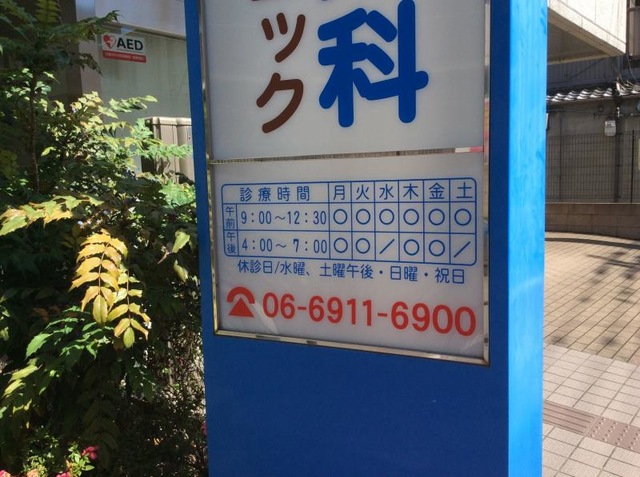 AED
ック
科
診療時間 月 火 水 木 金 土
午前 9:00～12:30 ○ ○ ○ ○ ○ ○
午後 4:00～7:00 ○ ○ ／ ○ ○ ／
休診日/水曜、土曜午後・日曜・祝日
06-6911-6900